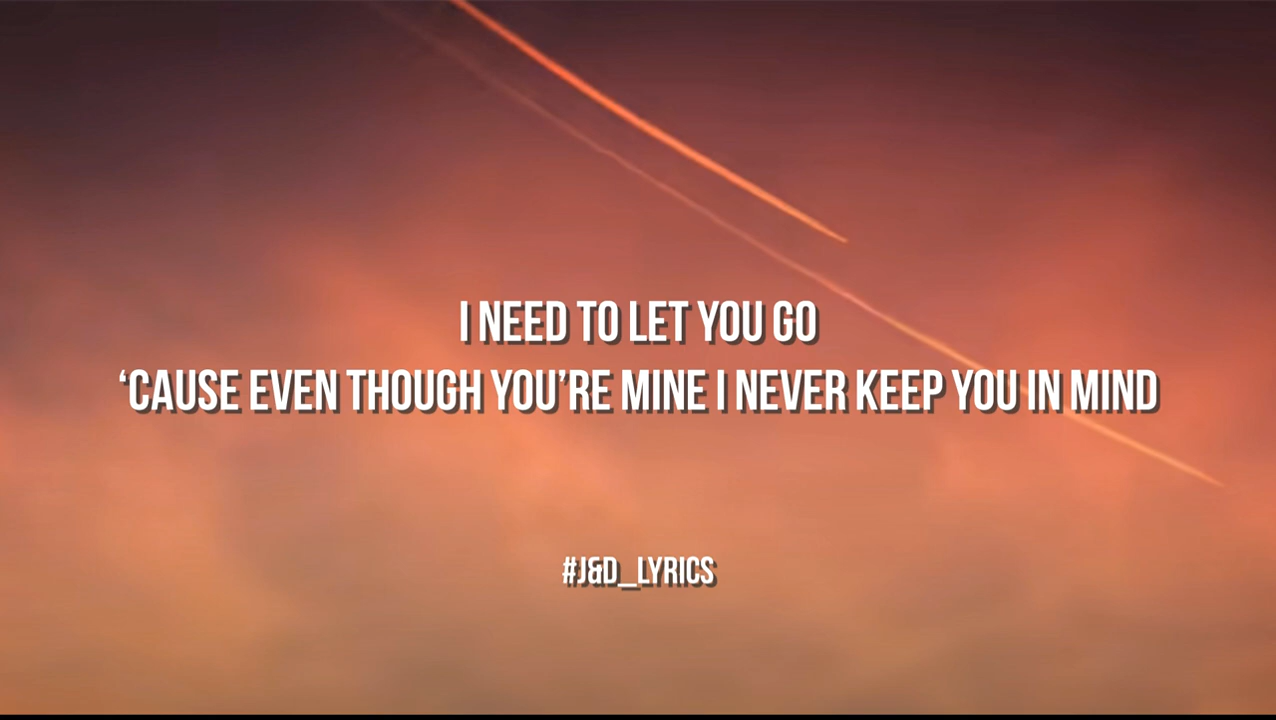 I NEED TO LET YOU GO
‘CAUSE EVEN THOUGH YOU’RE MINE I NEVER KEEP YOU IN MIND
#J&D_LYRICS